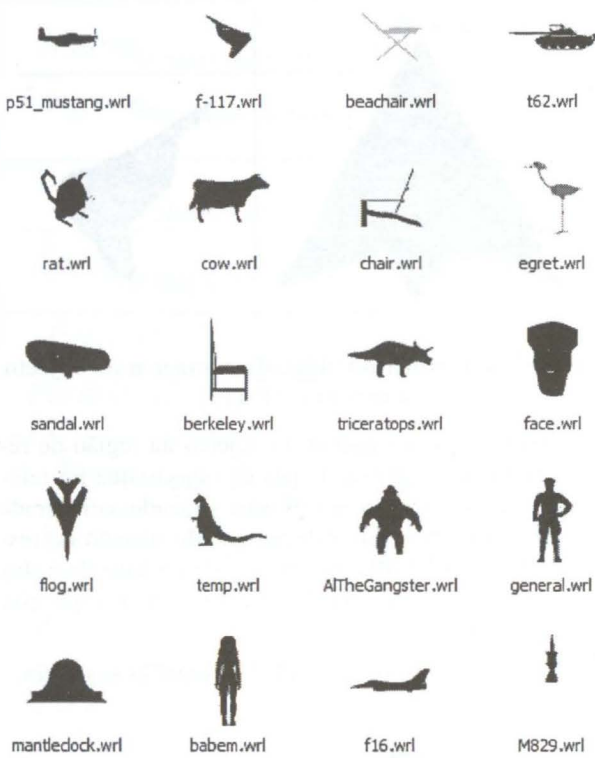 p51_mustang.wrl f-117.wrl beachair.wrl t62.wrl
rat.wrl cow.wrl chair.wrl egret.wrl
sandal.wrl berkeley.wrl triceratops.wrl face.wrl
flog.wrl temp.wrl AlTheGangster.wrl general.wrl
mantleclock.wrl babem.wrl f16.wrl M829.wrl